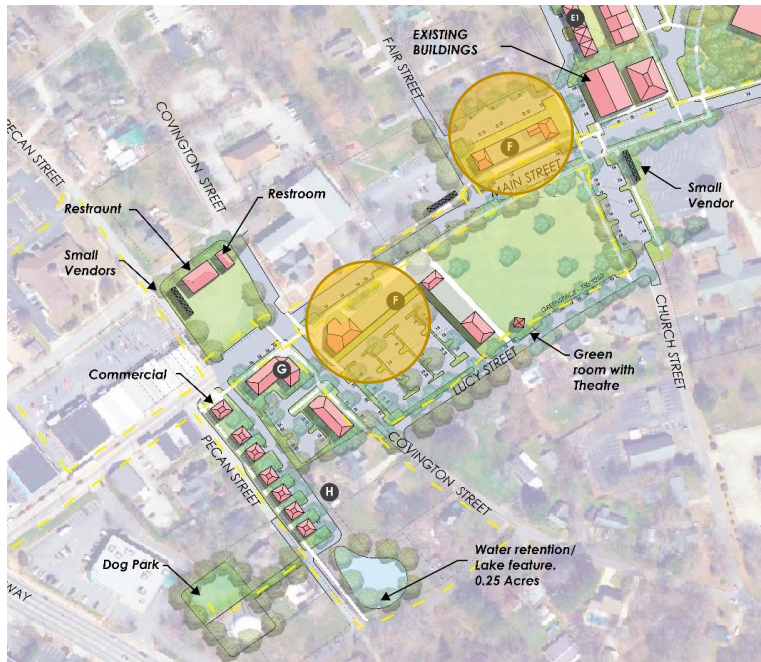 E1
EXISTING
BUILDINGS
FAIR STREET
PECAN STREET
COVINGTON STREET
F
MAIN STREET
Small
Vendor
Restraunt
Restroom
Small
Vendors
F
GREENSPACE
CHURCH STREET
LUCY STREET
Green
room with
Theatre
Commercial
G
COVINGTON STREET
PECAN STREET
H
Dog Park
Water retention/
Lake feature.
0.25 Acres
WAY